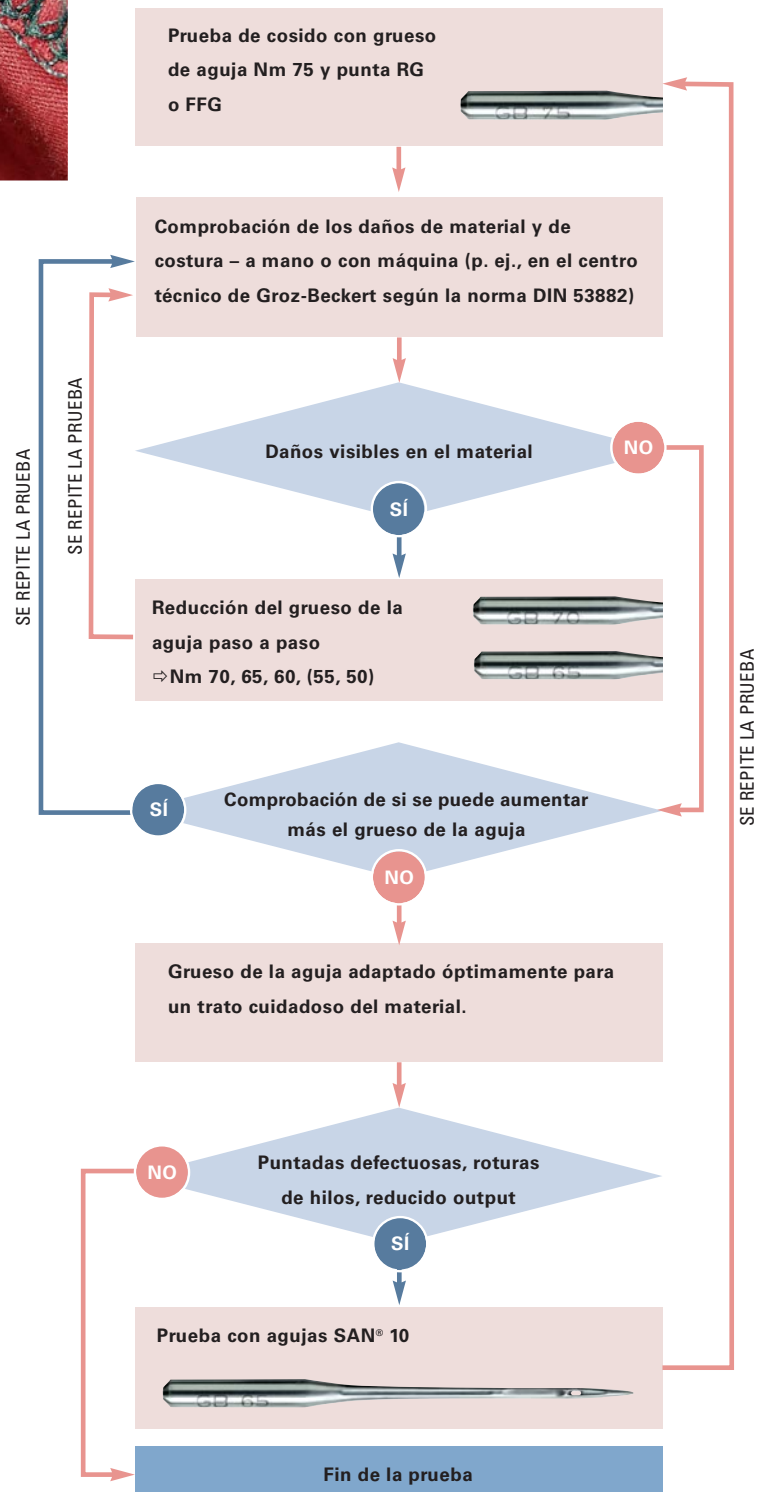 Prueba de cosido con grueso
de aguja Nm 75 y punta RG
o FFG
GB 75
Comprobación de los daños de material y de
costura – a mano o con máquina (p. ej., en el centro
técnico de Groz-Beckert según la norma DIN 53882)
SE REPITE LA PRUEBA
SE REPITE LA PRUEBA
Daños visibles en el material
NO
SÍ
Reducción del grueso de la
aguja paso a paso
⇨Nm 70, 65, 60, (55, 50)
GB 70
GB 65
SE REPITE LA PRUEBA
Comprobación de si se puede aumentar
más el grueso de la aguja
SÍ
NO
Grueso de la aguja adaptado óptimamente para
un trato cuidadoso del material.
Puntadas defectuosas, roturas
de hilos, reducido output
NO
SÍ
Prueba con agujas SAN® 10
GB 65
Fin de la prueba